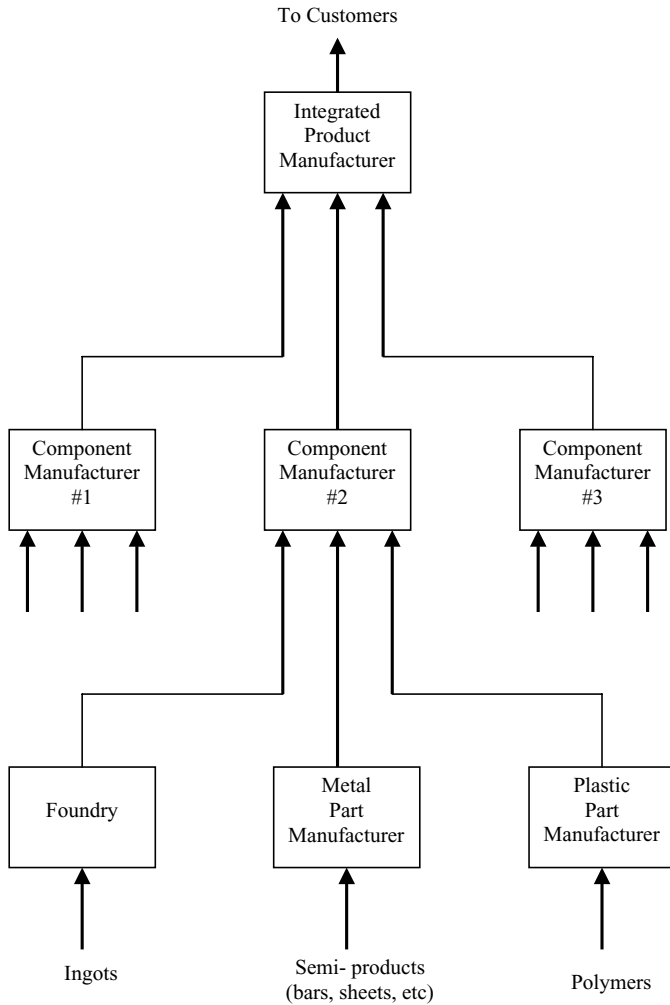 To Customers
Integrated
Product
Manufacturer
Component
Manufacturer
#1
Component
Manufacturer
#2
Component
Manufacturer
#3
Foundry
Metal
Part
Manufacturer
Plastic
Part
Manufacturer
Ingots
Semi- products
(bars, sheets, etc)
Polymers